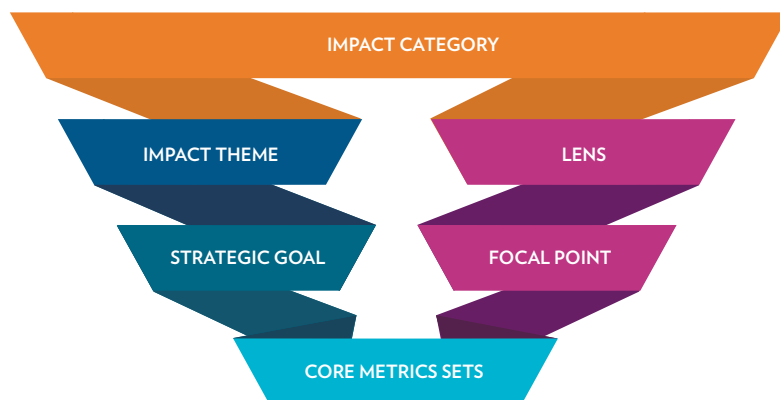 IMPACT CATEGORY
IMPACT THEME
LENS
STRATEGIC GOAL
FOCAL POINT
CORE METRICS SETS